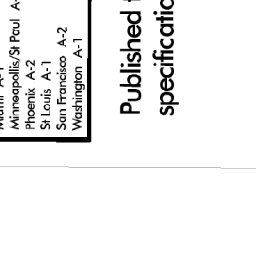 Miami A-1
Minneapolis/St Paul A-
Phoenix A-2
St Louis A-1
San Francisco A-2
Washington A-1
Published
specificatio